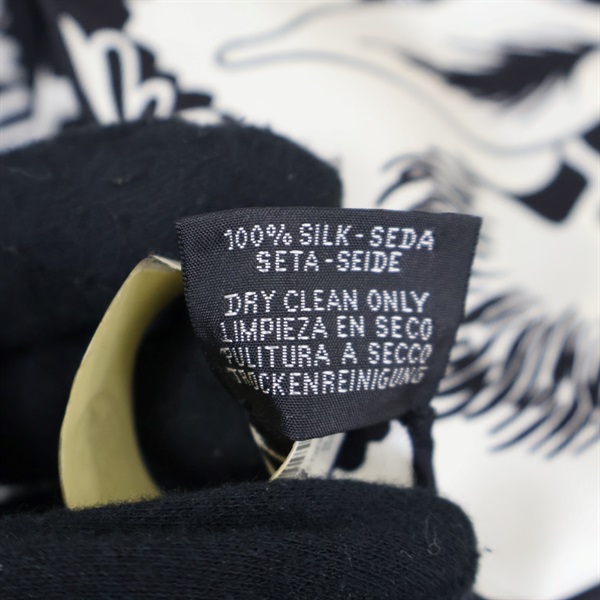 100% SILK-SEDA
SETA-SEIDE
DRY CLEAN ONLY
LIMPIEZA EN SECO
PULITURA A SECCO
TROCKENREINIGUNG